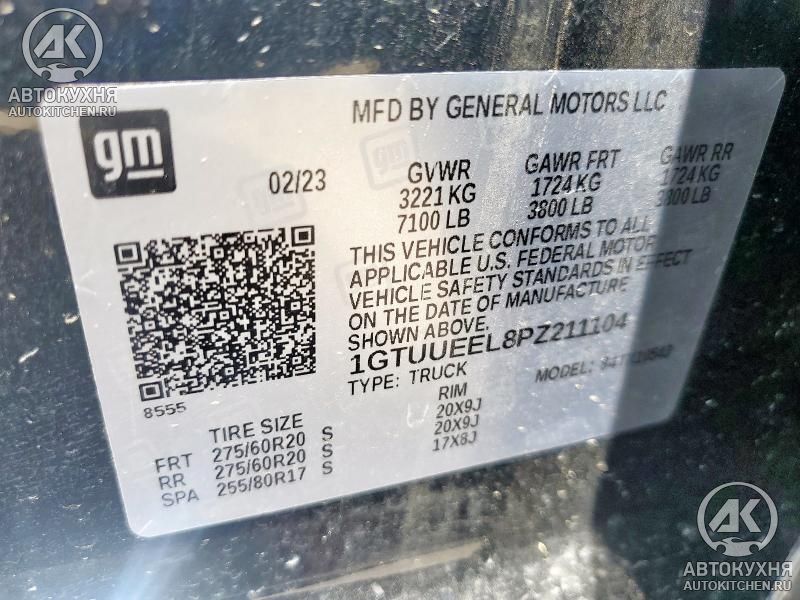 AK
АВТОКУХНЯ
AUTOKITCHEN.RU
gm
MFD BY GENERAL MOTORS LLC
02/23
GVWR GAWR FRT GAWR RR
3221 KG 1724 KG 1724 KG
7100 LB 3800 LB 3800 LB
THIS VEHICLE CONFORMS TO ALL
APPLICABLE U.S. FEDERAL MOTOR
VEHICLE SAFETY STANDARDS IN EFFECT
ON THE DATE OF MANUFACTURE
SHOWN ABOVE.
1GTUUEEL8PZ211104
TYPE: TRUCK MODEL:
8555
TIRE SIZE RIM
FRT 275/60R20 S 20X9J
RR 275/60R20 S 20X9J
SPA 255/80R17 S 17X8J
AK
АВТОКУХНЯ
AUTOKITCHEN.RU